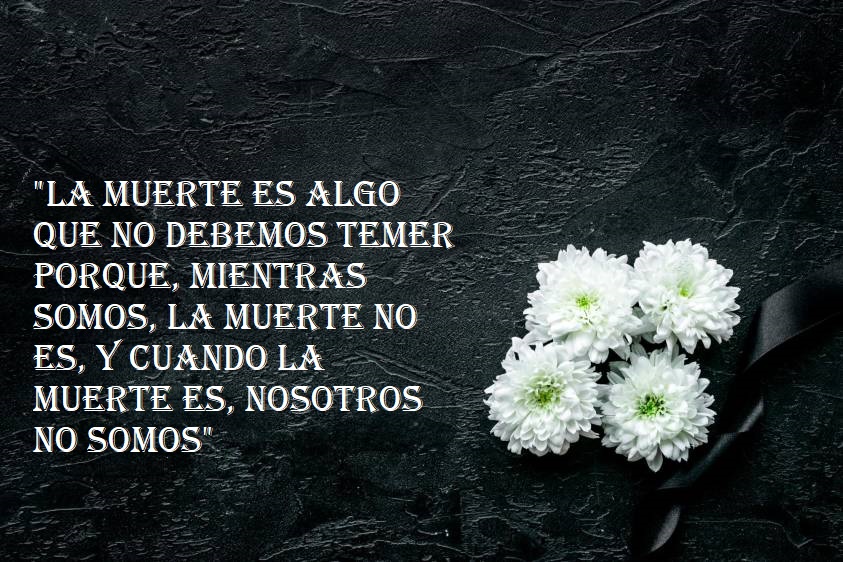 "LA MUERTE ES ALGO
QUE NO DEBEMOS TEMER
PORQUE, MIENTRAS
SOMOS, LA MUERTE NO
ES, Y CUANDO LA
MUERTE ES, NOSOTROS
NO SOMOS"